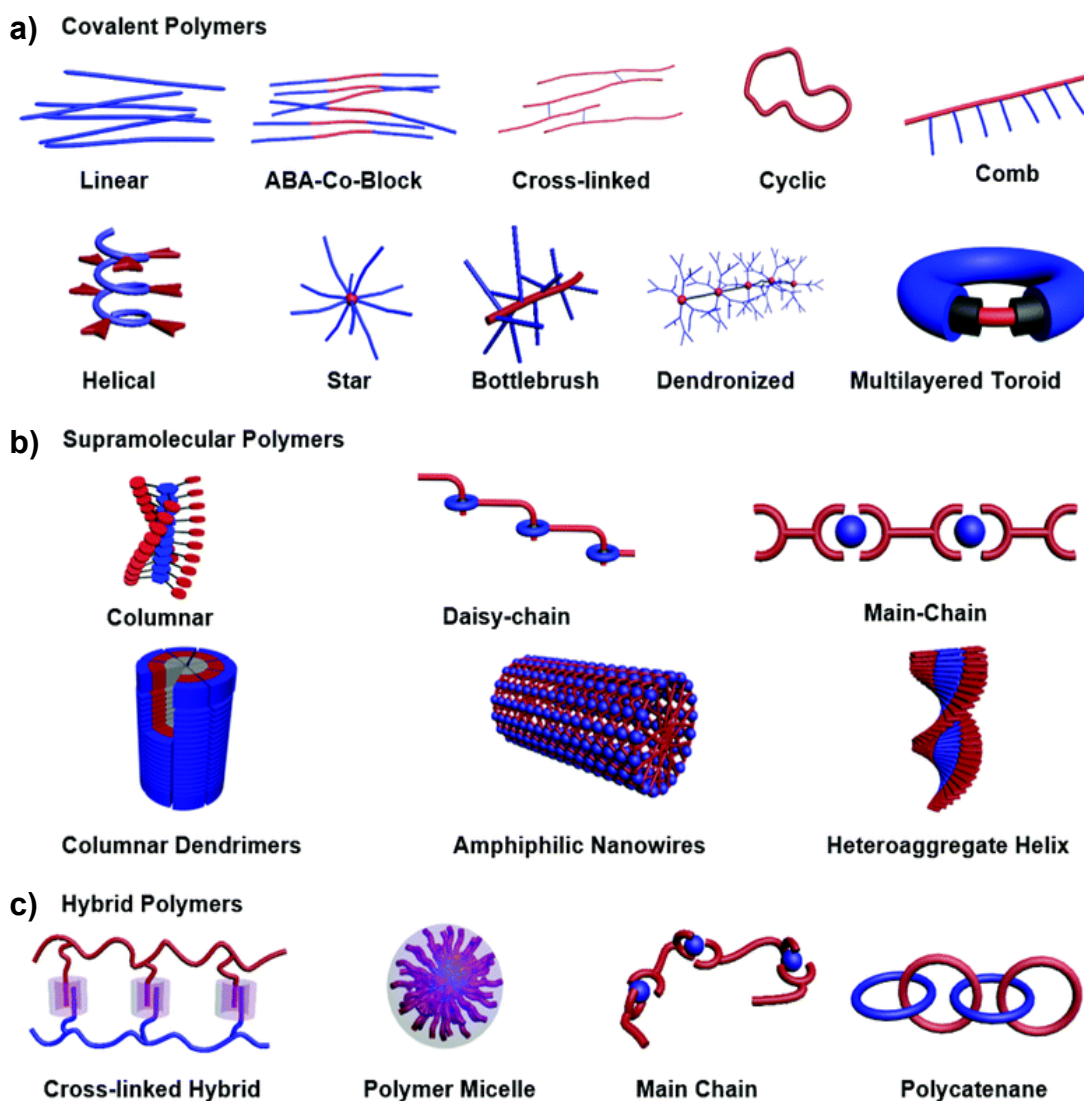 a) Covalent Polymers
Linear
ABA-Co-Block
Cross-linked
Cyclic
Comb
Helical
Star
Bottlebrush
Dendronized
Multilayered Toroid
b) Supramolecular Polymers
Columnar
Daisy-chain
Main-Chain
Columnar Dendrimers
Amphiphilic Nanowires
Heteroaggregate Helix
c) Hybrid Polymers
Cross-linked Hybrid
Polymer Micelle
Main Chain
Polycatenane